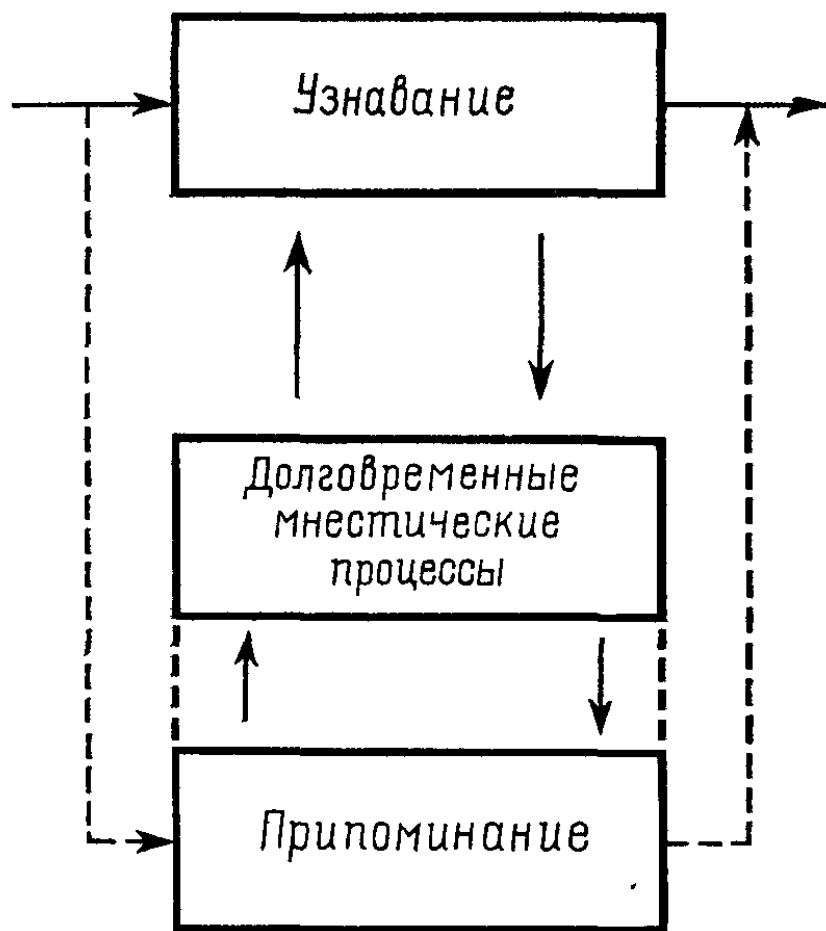 Узнавание
Долговременные
мнестические
процессы
Припоминание